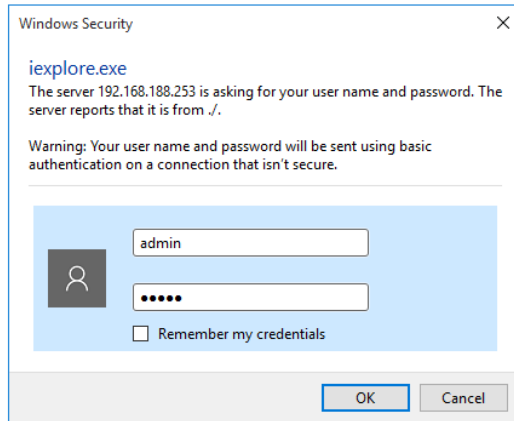 Windows Security
iexplore.exe
The server 192.168.188.253 is asking for your user name and password. The
server reports that it is from ./.
Warning: Your user name and password will be sent using basic
authentication on a connection that isn't secure.
admin
●●●●●
Remember my credentials
OK Cancel